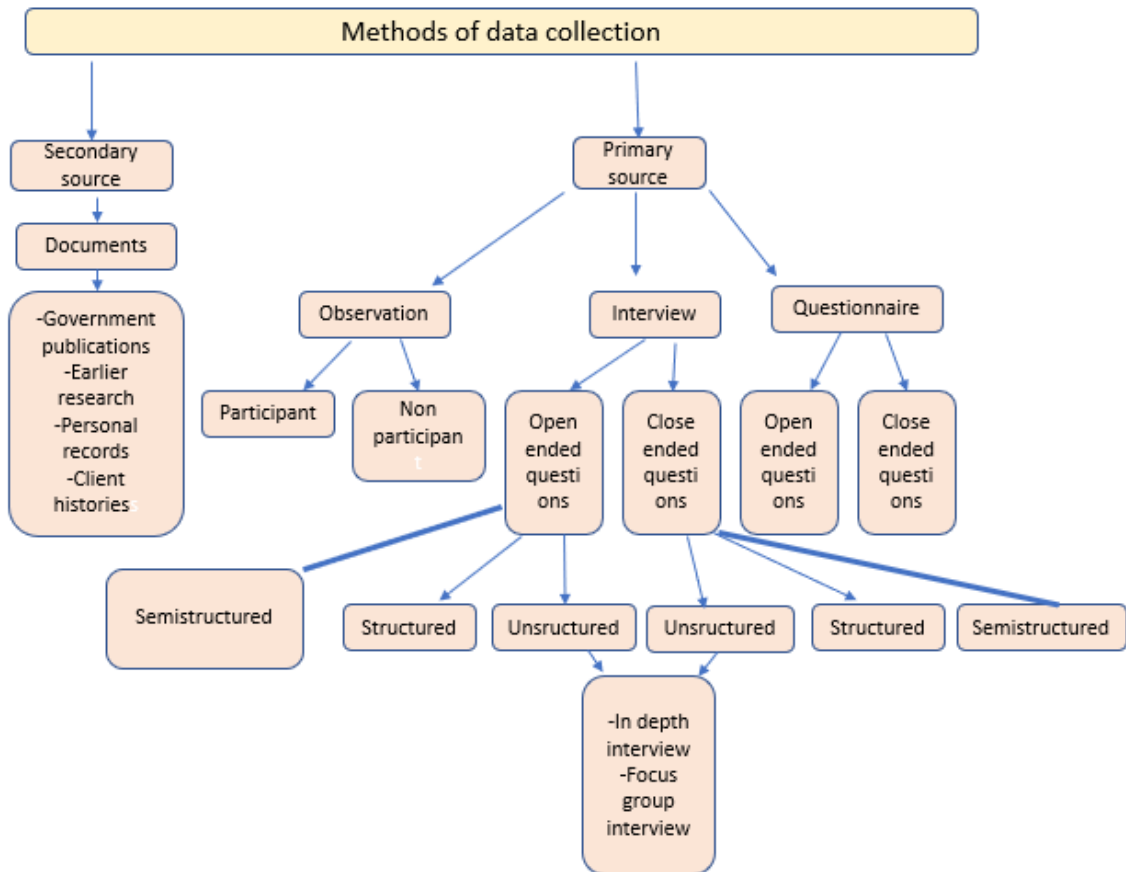 Methods of data collection
Secondary
source
Primary
source
Documents
-Government
publications
-Earlier
research
-Personal
records
-Client
historiess
Observation
Interview
Questionnaire
Participant
Non
participan
t
Open
ended
questi
ons
Close
ended
questi
ons
Open
ended
questi
ons
Close
ended
questi
ons
Semistructured
Structured
Unsructured
Unsructured
Structured
Semistructured
-In depth
interview
-Focus
group
interview